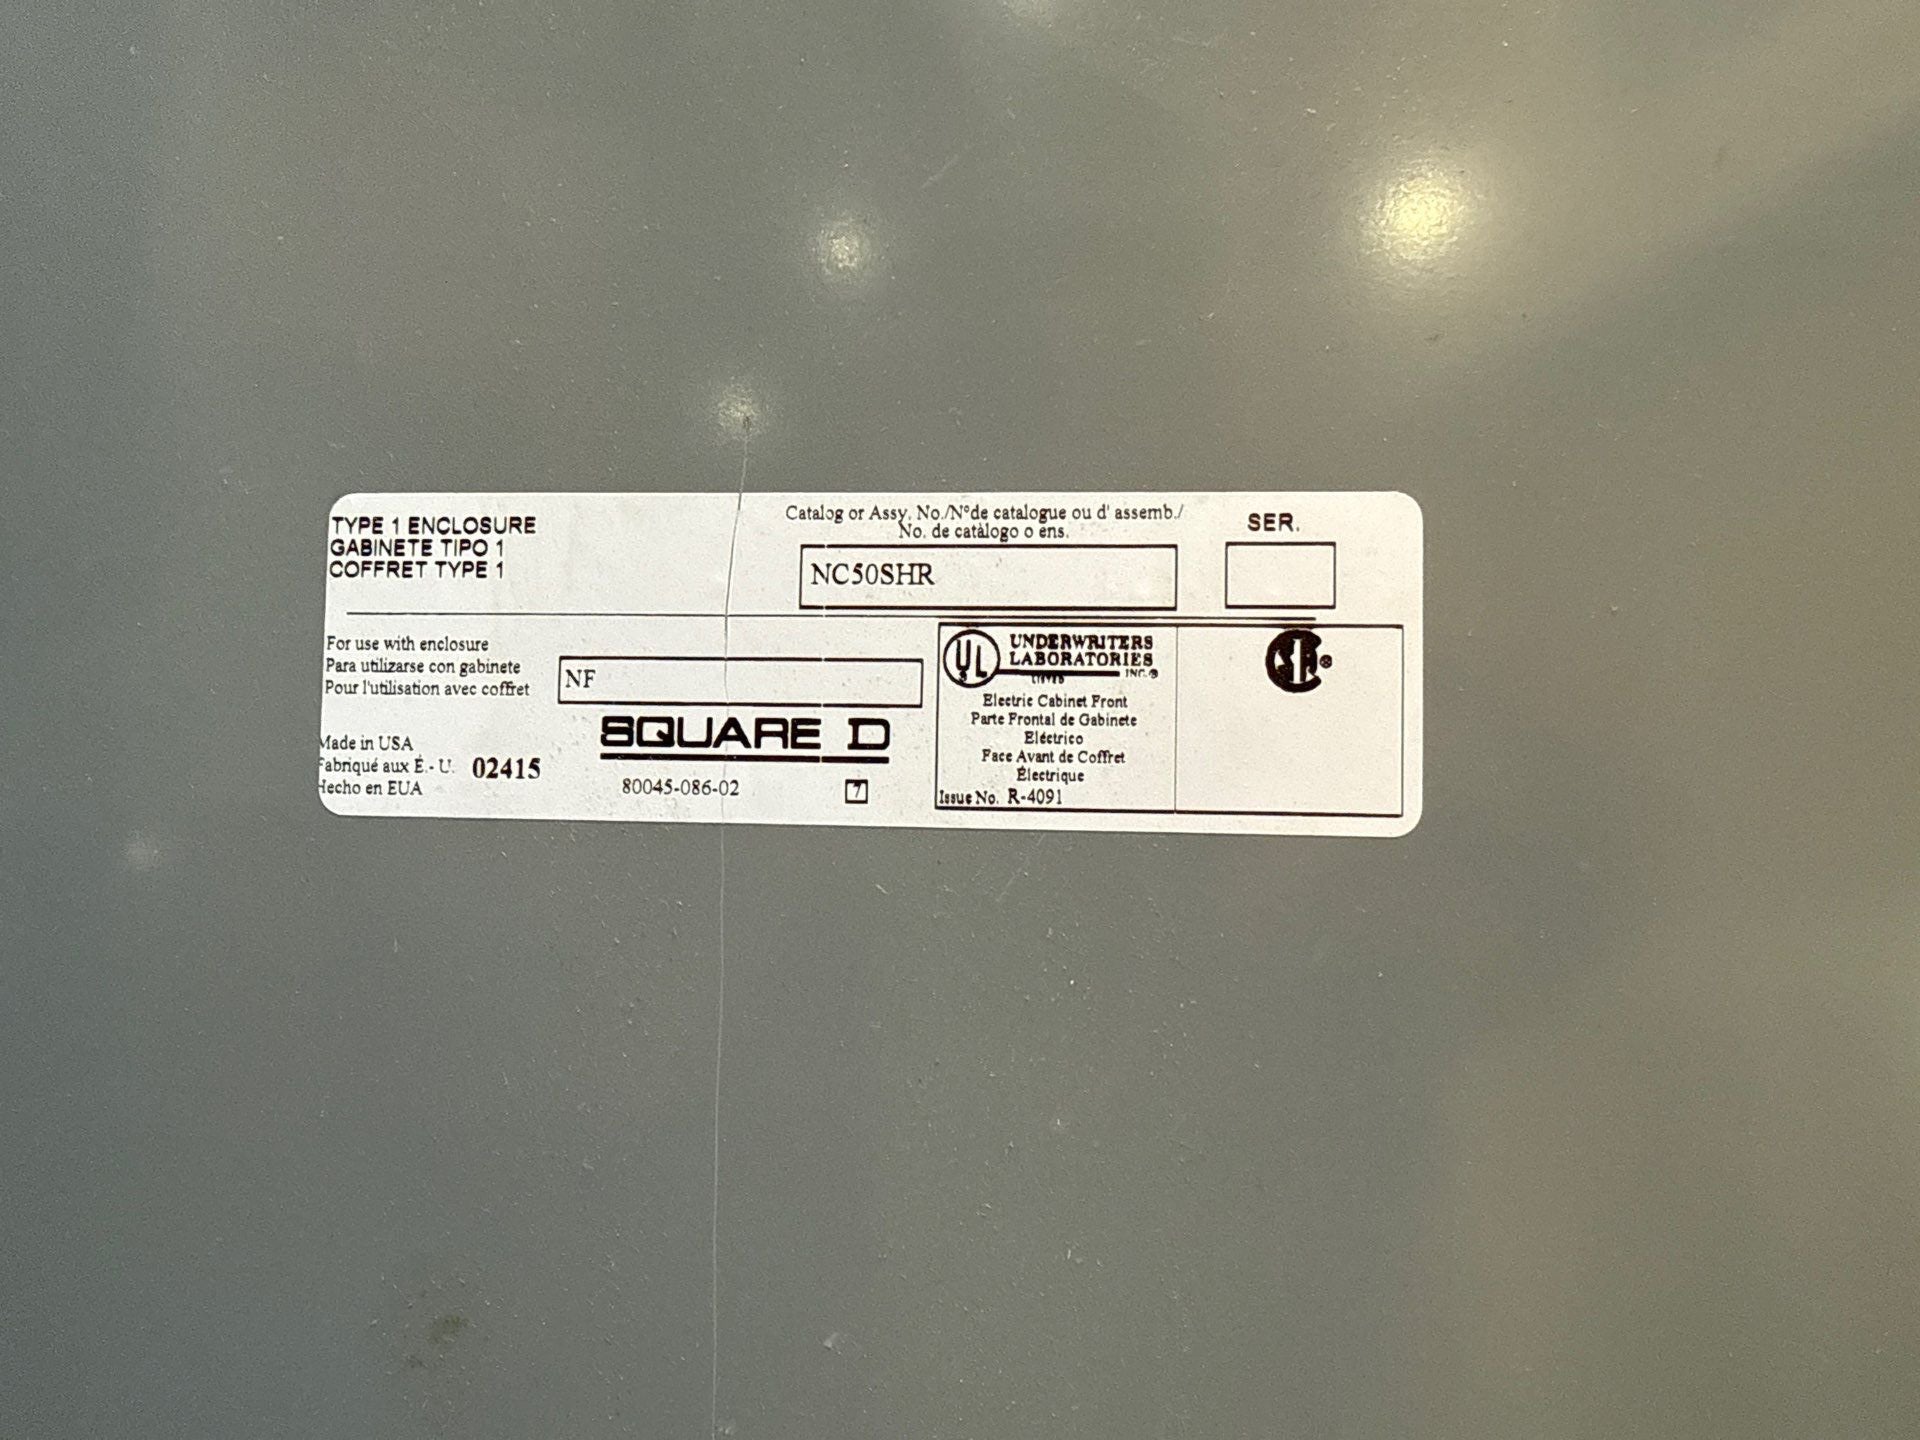 TYPE 1 ENCLOSURE
GABINETE TIPO 1
COFFRET TYPE 1
Catalog or Assy. No./N°de catalogue ou d' assemb./
No. de catàlogo o ens.
NC50SHR
SER.
For use with enclosure
Para utilizarse con gabinete
Pour l'utilisation avec coffret
NF
SQUARE D
Made in USA
Fabriqué aux É.- U. 02415
Hecho en EUA
80045-086-02
7
UL
UNDERWRITERS
LABORATORIES
INC.®
LISTED
Electric Cabinet Front
Parte Frontal de Gabinete
Eléctrico
Face Avant de Coffret
Électrique
Issue No. R-4091
SA®